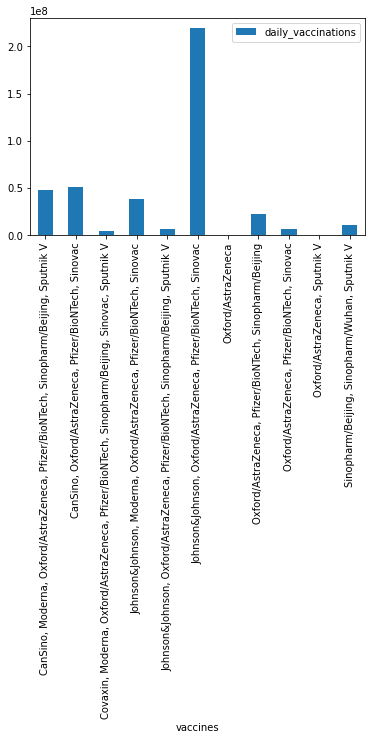 1e8
daily_vaccinations
2.0
1.5
1.0
0.5
0.0
CanSino, Moderna, Oxford/AstraZeneca, Pfizer/BioNTech, Sinopharm/Beijing, Sputnik V
CanSino, Oxford/AstraZeneca, Pfizer/BioNTech, Sinovac
Covaxin, Moderna, Oxford/AstraZeneca, Pfizer/BioNTech, Sinopharm/Beijing, Sinovac, Sputnik V
Johnson&Johnson, Moderna, Oxford/AstraZeneca, Pfizer/BioNTech, Sinovac
Johnson&Johnson, Oxford/AstraZeneca, Pfizer/BioNTech, Sinopharm/Beijing, Sputnik V
Johnson&Johnson, Oxford/AstraZeneca, Pfizer/BioNTech, Sinovac
Oxford/AstraZeneca
Oxford/AstraZeneca, Pfizer/BioNTech, Sinopharm/Beijing
Oxford/AstraZeneca, Pfizer/BioNTech, Sinovac
Oxford/AstraZeneca, Sputnik V
Sinopharm/Beijing, Sinopharm/Wuhan, Sputnik V
vaccines